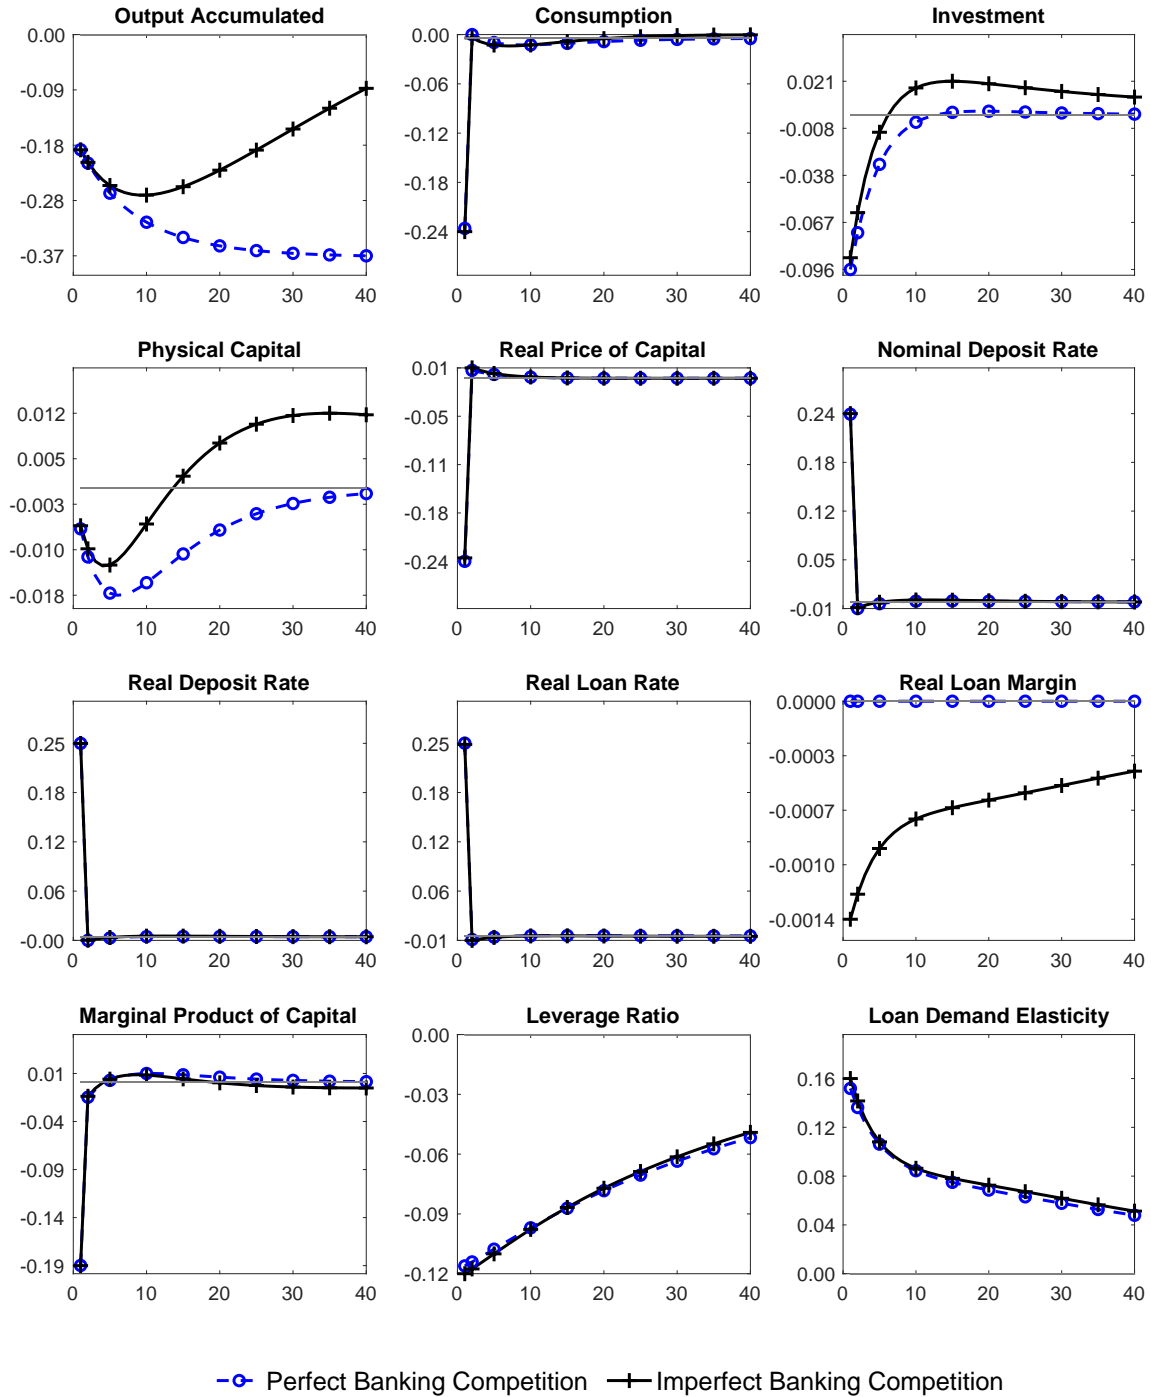 Output Accumulated
0.00
-0.09
-0.18
-0.28
-0.37
0 10 20 30 40
Consumption
0.00
-0.06
-0.12
-0.18
-0.24
0 10 20 30 40
Investment
0.021
-0.008
-0.038
-0.067
-0.096
0 10 20 30 40
Physical Capital
0.012
0.005
-0.003
-0.010
-0.018
0 10 20 30 40
Real Price of Capital
0.01
-0.05
-0.11
-0.18
-0.24
0 10 20 30 40
Nominal Deposit Rate
0.24
0.18
0.12
0.05
-0.01
0 10 20 30 40
Real Deposit Rate
0.25
0.18
0.12
0.06
-0.00
0 10 20 30 40
Real Loan Rate
0.25
0.18
0.12
0.06
-0.01
0 10 20 30 40
Real Loan Margin
0.0000
-0.0003
-0.0007
-0.0010
-0.0014
0 10 20 30 40
Marginal Product of Capital
0.01
-0.04
-0.09
-0.14
-0.19
0 10 20 30 40
Leverage Ratio
0.00
-0.03
-0.06
-0.09
-0.12
0 10 20 30 40
Loan Demand Elasticity
0.16
0.12
0.08
0.04
0.00
0 10 20 30 40
Perfect Banking Competition Imperfect Banking Competition